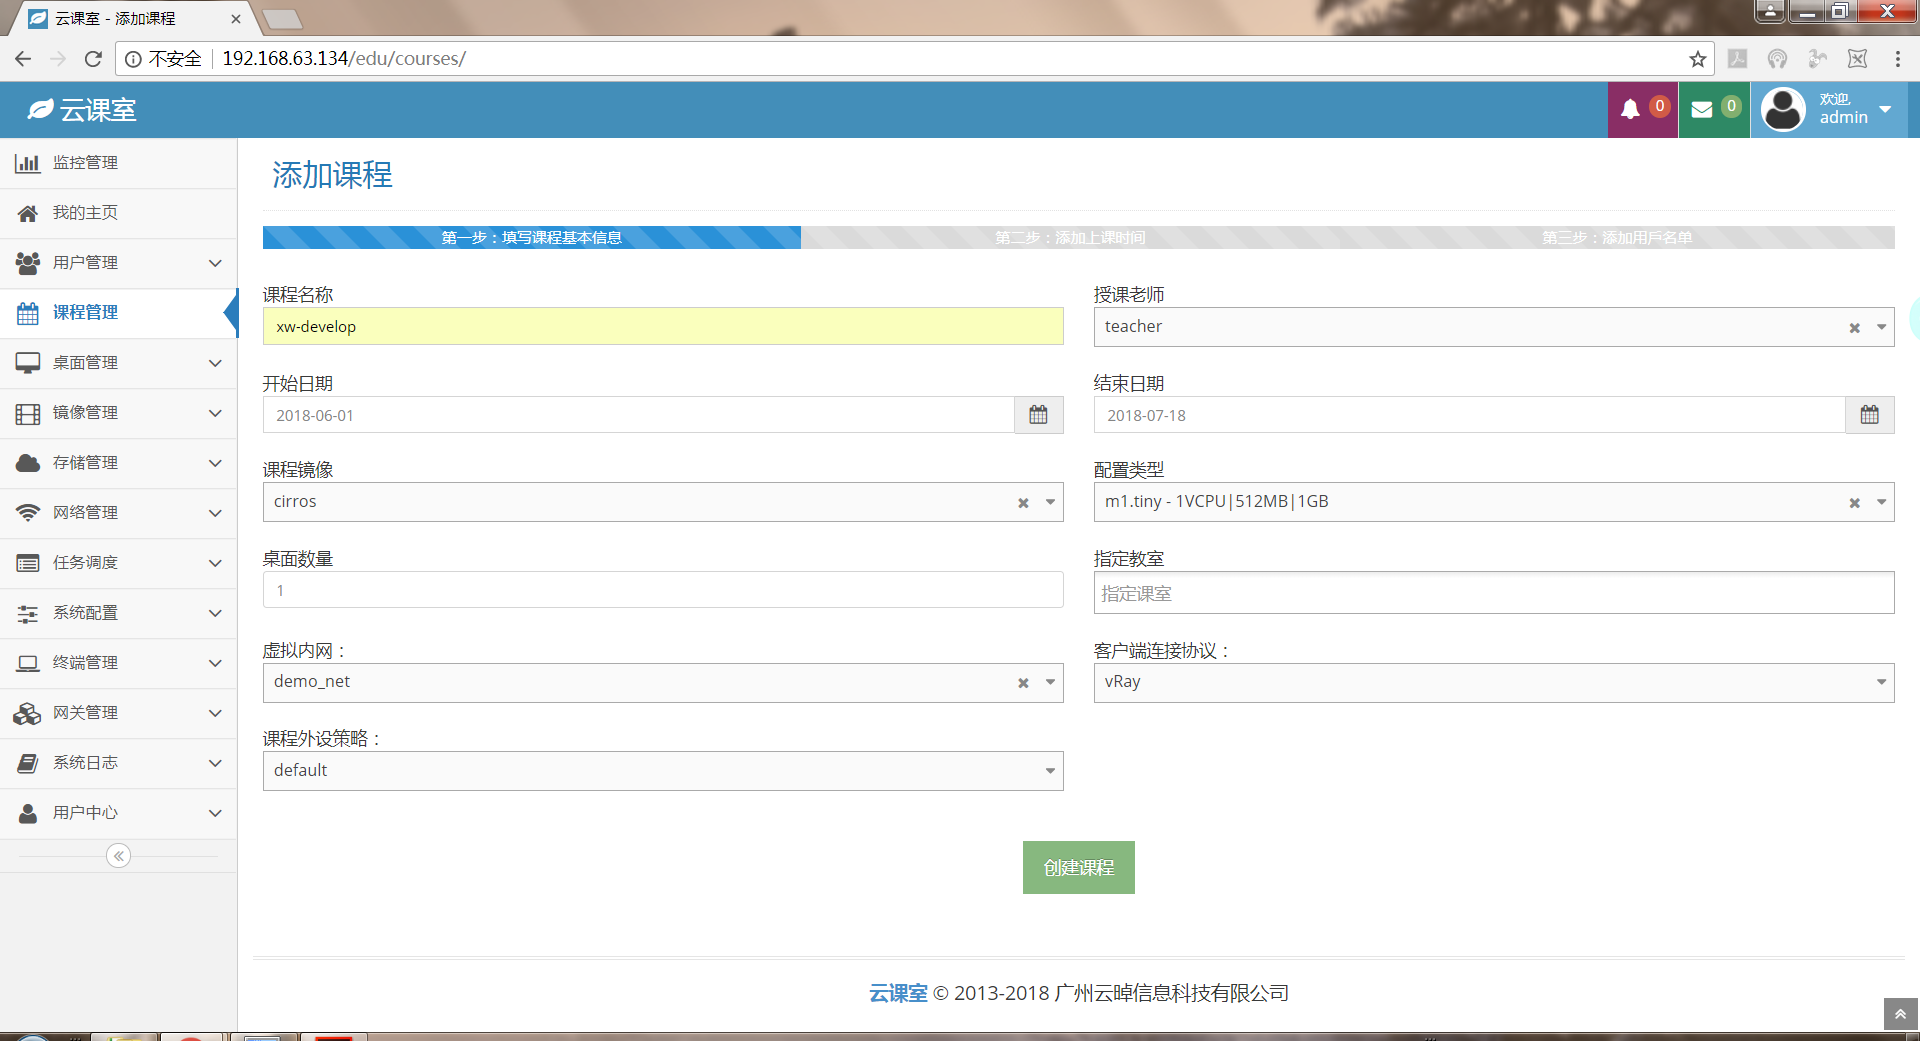 云课室 - 添加课程
不安全 192.168.63.134/edu/courses/
云课室
0
0
欢迎,
admin
监控管理
我的主页
用户管理
课程管理
桌面管理
镜像管理
存储管理
网络管理
任务调度
系统配置
终端管理
网关管理
系统日志
用户中心
添加课程
第一步：填写课程基本信息
第二步：添加上课时间
第三步：添加用戶名单
课程名称
xw-develop
授课老师
teacher
开始日期
2018-06-01
结束日期
2018-07-18
课程镜像
cirros
配置类型
m1.tiny - 1VCPU|512MB|1GB
桌面数量
1
指定教室
指定课室
虚拟内网：
demo_net
客户端连接协议：
vRay
课程外设策略：
default
创建课程
云课室 © 2013-2018 广州云晫信息科技有限公司